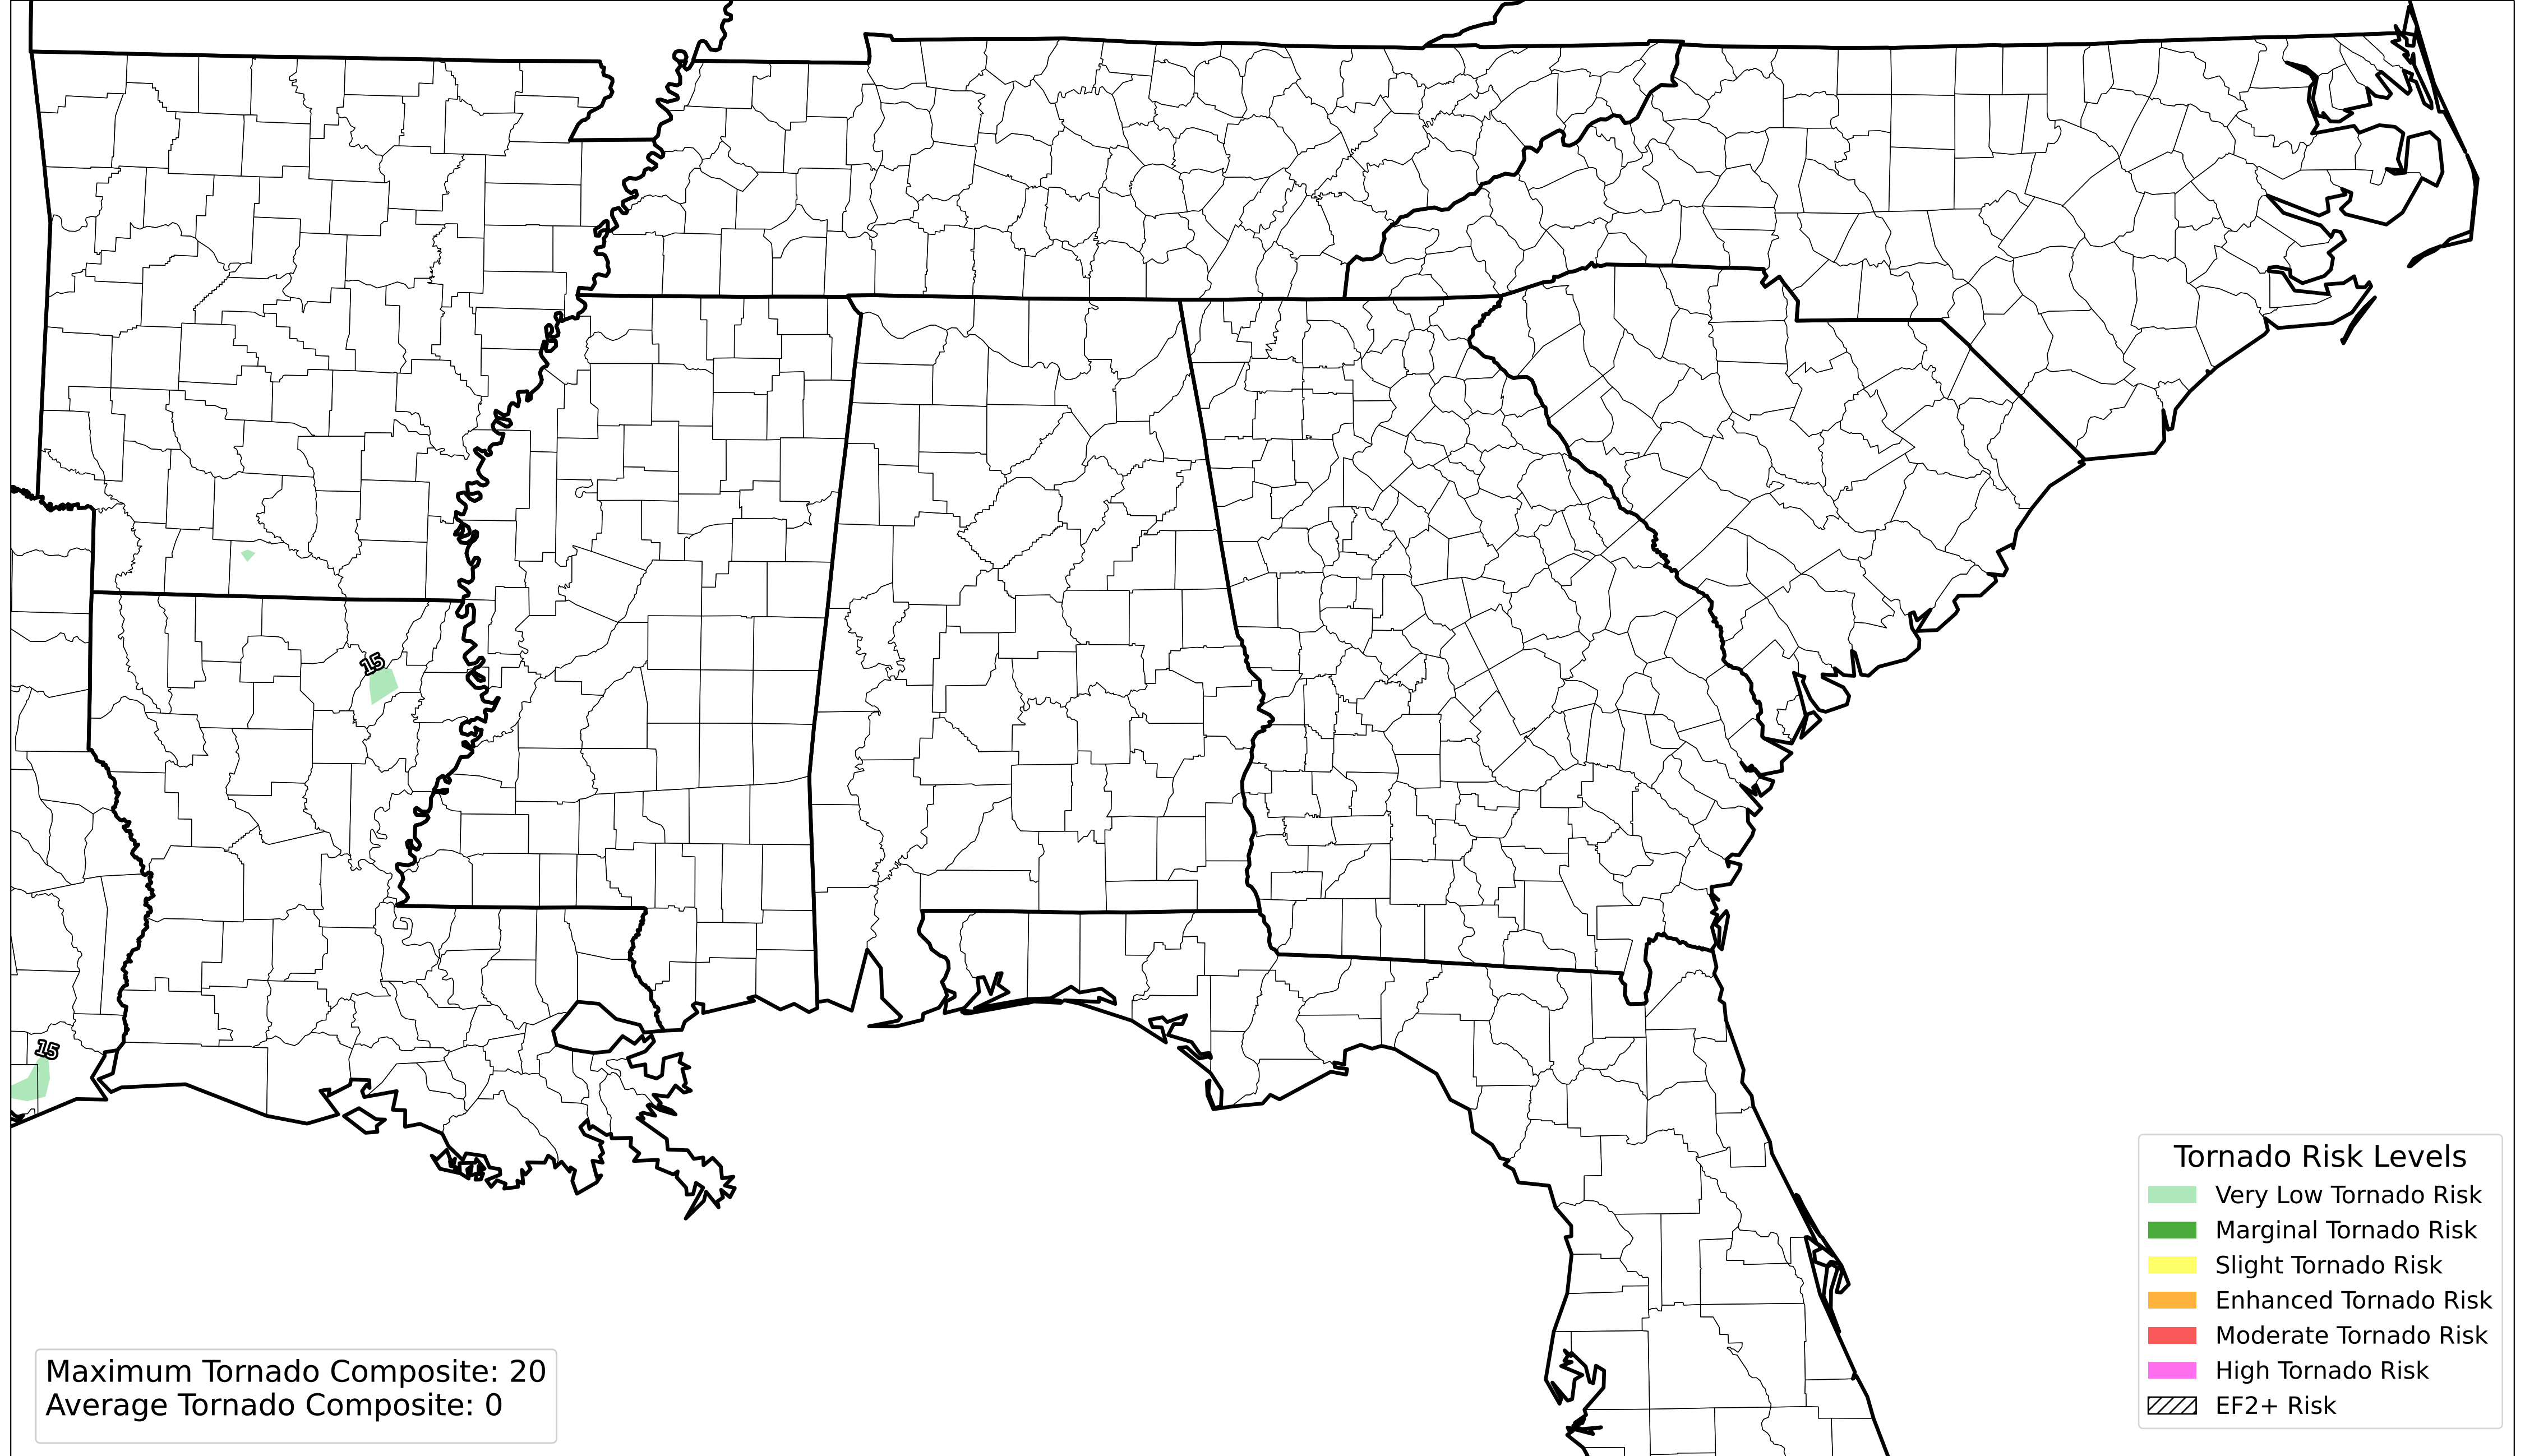 15
15
Tornado Risk Levels
Very Low Tornado Risk
Marginal Tornado Risk
Slight Tornado Risk
Enhanced Tornado Risk
Moderate Tornado Risk
High Tornado Risk
EF2+ Risk
Maximum Tornado Composite: 20
Average Tornado Composite: 0